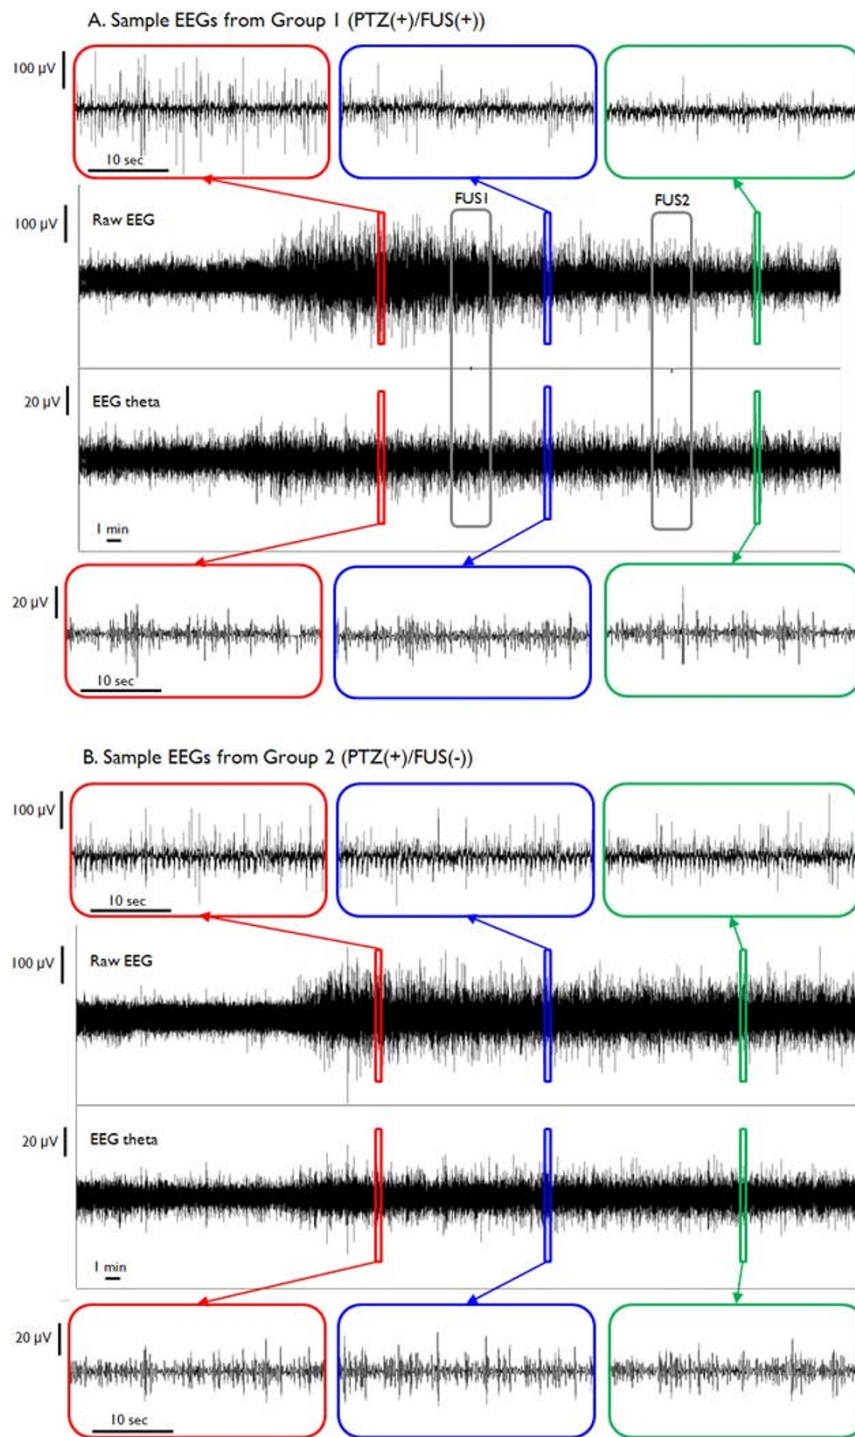 A. Sample EEGs from Group 1 (PTZ(+)/FUS(+))
100 µV
10 sec
FUS1
FUS2
100 µV
Raw EEG
20 µV
EEG theta
1 min
20 µV
10 sec
B. Sample EEGs from Group 2 (PTZ(+)/FUS(-))
100 µV
10 sec
100 µV
Raw EEG
20 µV
EEG theta
1 min
20 µV
10 sec